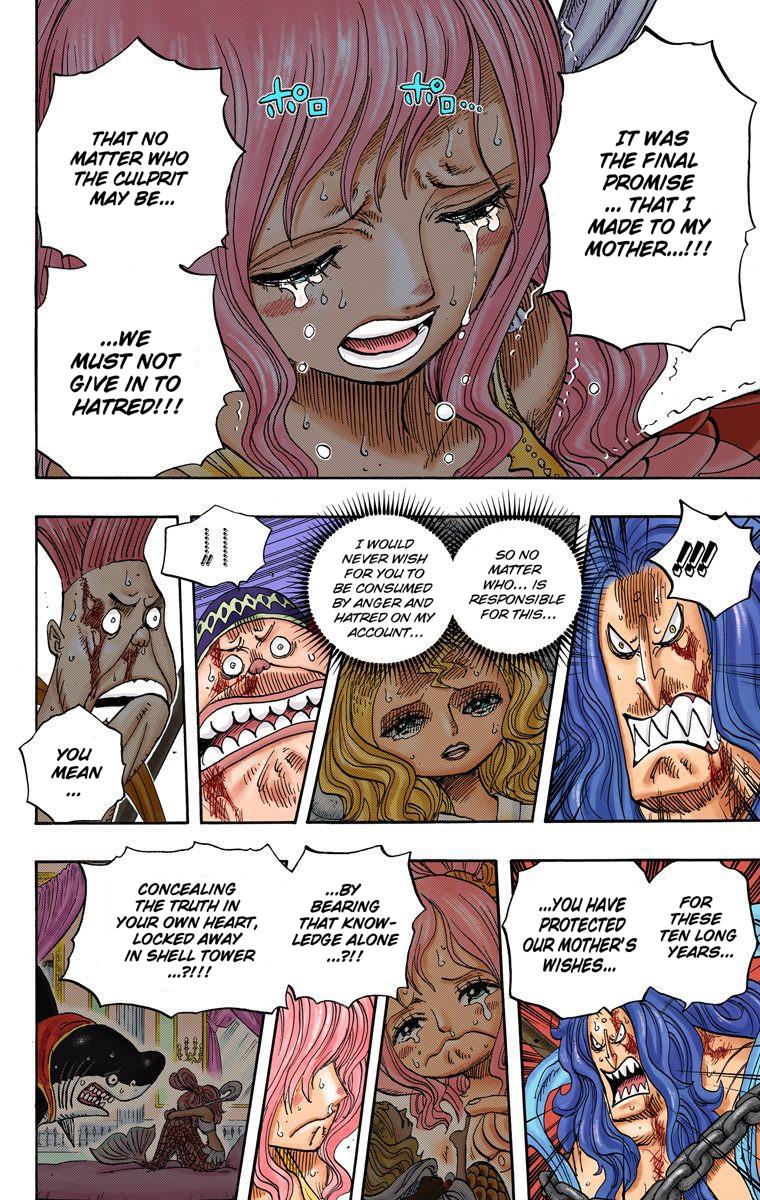 ポロ
ポロ...
IT WAS
THE FINAL
PROMISE
... THAT I
MADE TO MY
MOTHER...!!!
THAT NO
MATTER WHO
THE CULPRIT
MAY BE...
...WE
MUST NOT
GIVE IN TO
HATRED!!!
YOU
MEAN
...
...!!
I WOULD
NEVER WISH
FOR YOU TO
BE CONSUMED
BY ANGER AND
HATRED ON MY
ACCOUNT...
SO NO
MATTER
WHO... IS
RESPONSIBLE
FOR THIS...
!!!!
CONCEALING
THE TRUTH IN
YOUR OWN HEART,
LOCKED AWAY
IN SHELL TOWER
...?!!!
...BY
BEARING
THAT KNOW-
LEDGE ALONE
...?!!
...YOU HAVE
PROTECTED
OUR MOTHER'S
WISHES...
FOR
THESE
TEN LONG
YEARS...